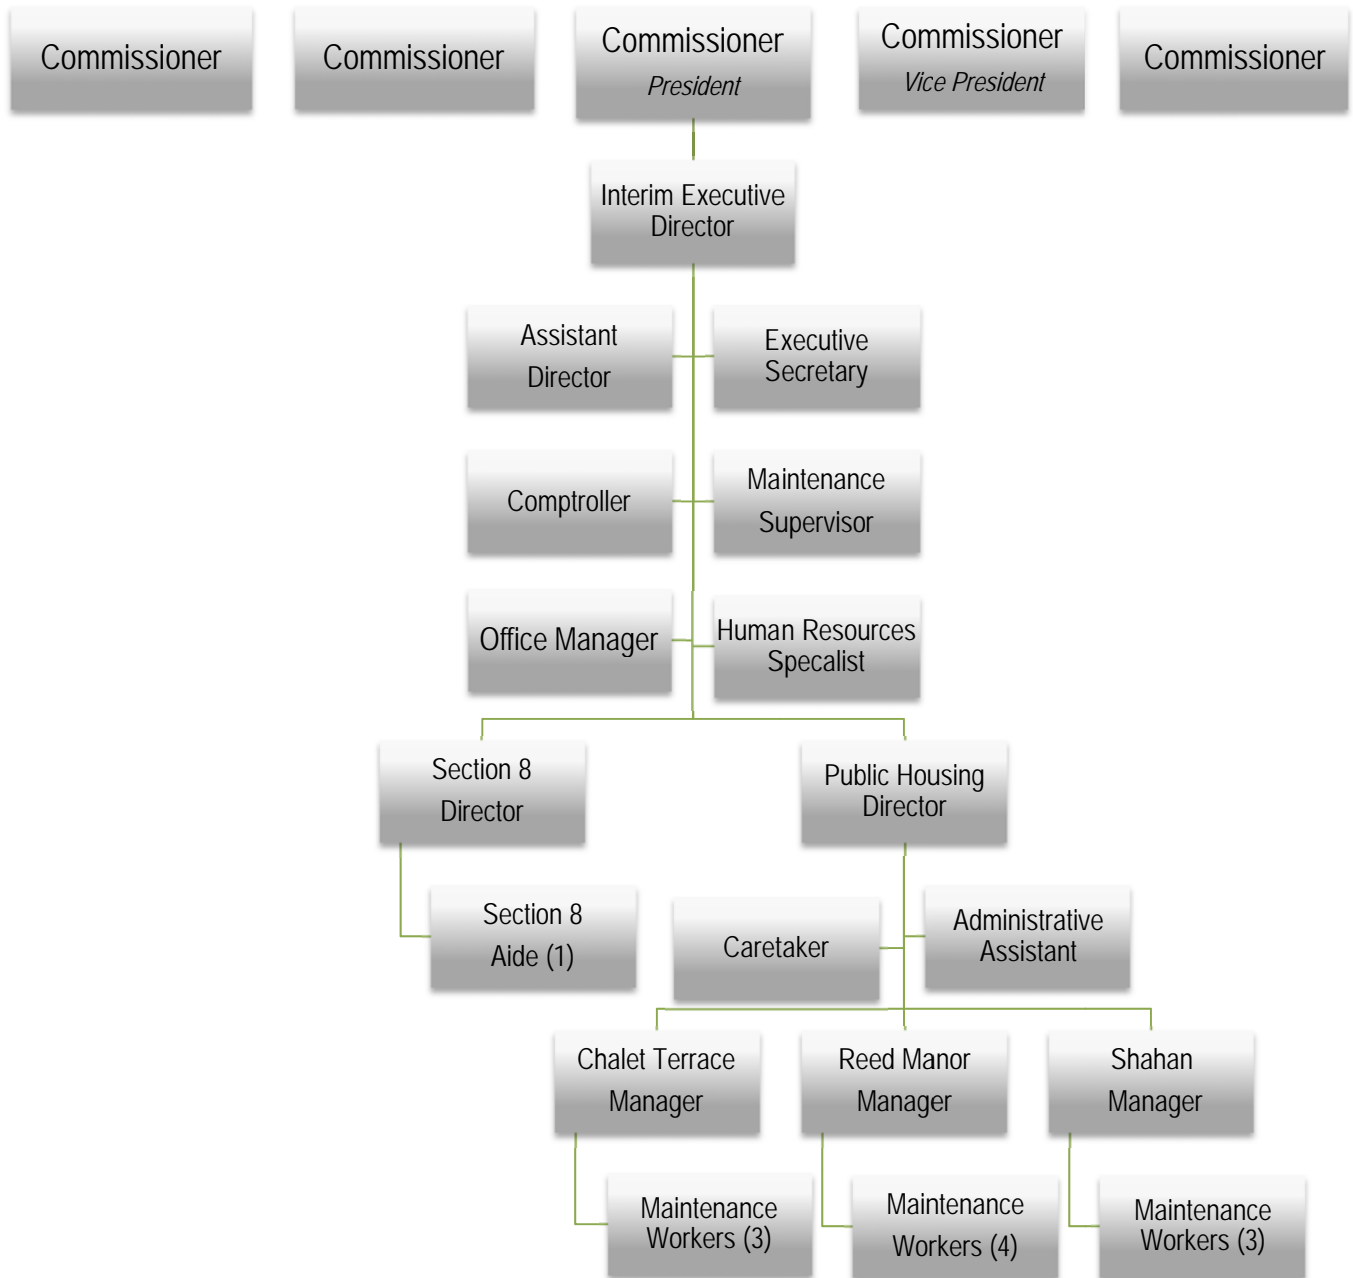 Commissioner
Commissioner
Commissioner
President
Commissioner
Vice President
Commissioner
Interim Executive
Director
Assistant
Director
Executive
Secretary
Comptroller
Maintenance
Supervisor
Office Manager
Human Resources
Specalist
Section 8
Director
Public Housing
Director
Section 8
Aide (1)
Caretaker
Administrative
Assistant
Chalet Terrace
Manager
Reed Manor
Manager
Shahan
Manager
Maintenance
Workers (3)
Maintenance
Workers (4)
Maintenance
Workers (3)